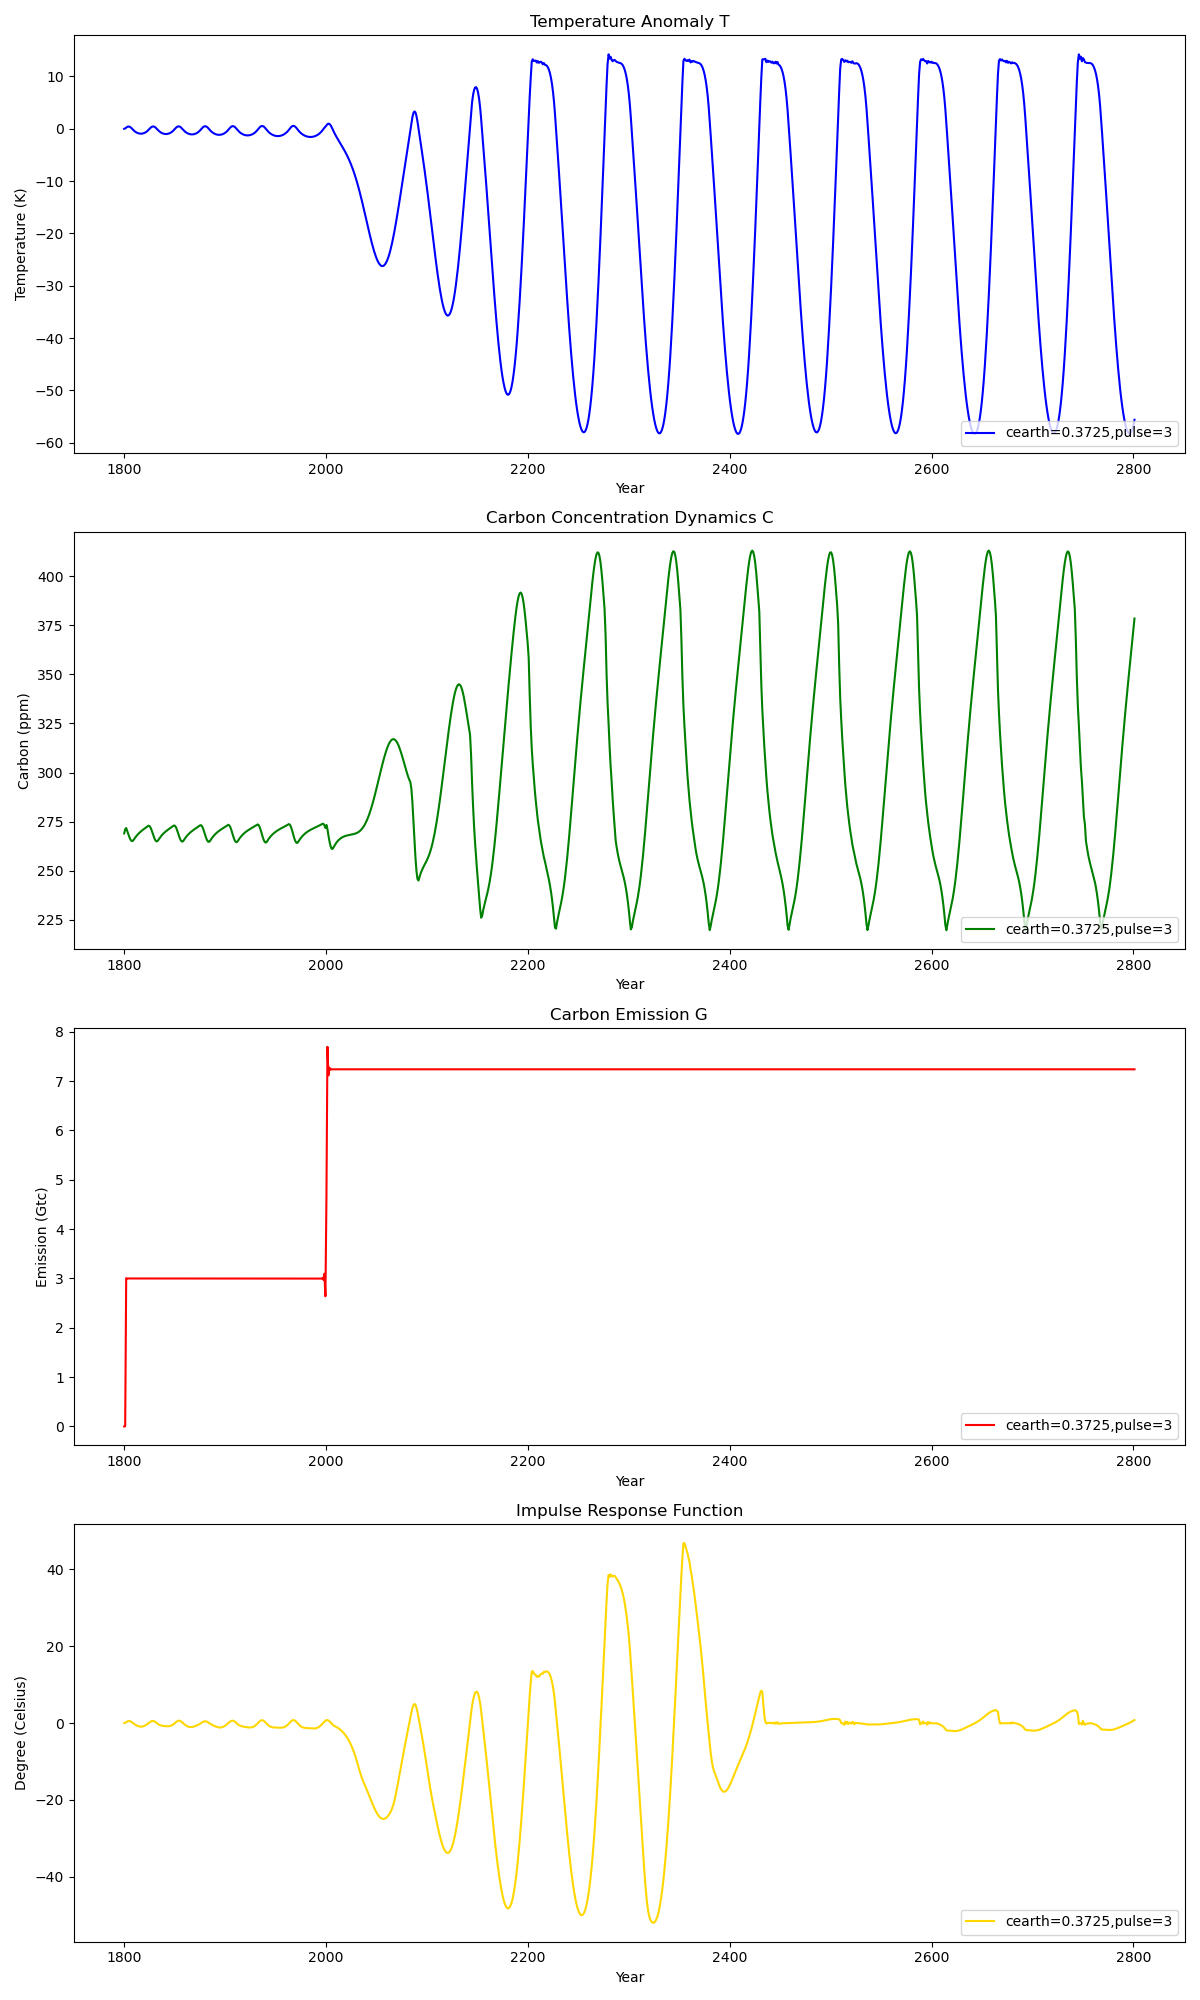 Temperature Anomaly T
10
0
−10
−20
−30
−40
−50
−60
Temperature (K)
cearth=0.3725,pulse=3
1800 2000 2200 2400 2600 2800
Year
Carbon Concentration Dynamics C
400
375
350
325
300
275
250
225
Carbon (ppm)
cearth=0.3725,pulse=3
1800 2000 2200 2400 2600 2800
Year
Carbon Emission G
8
7
6
5
4
3
2
1
0
Emission (Gtc)
cearth=0.3725,pulse=3
1800 2000 2200 2400 2600 2800
Year
Impulse Response Function
40
20
0
−20
−40
Degree (Celsius)
cearth=0.3725,pulse=3
1800 2000 2200 2400 2600 2800
Year